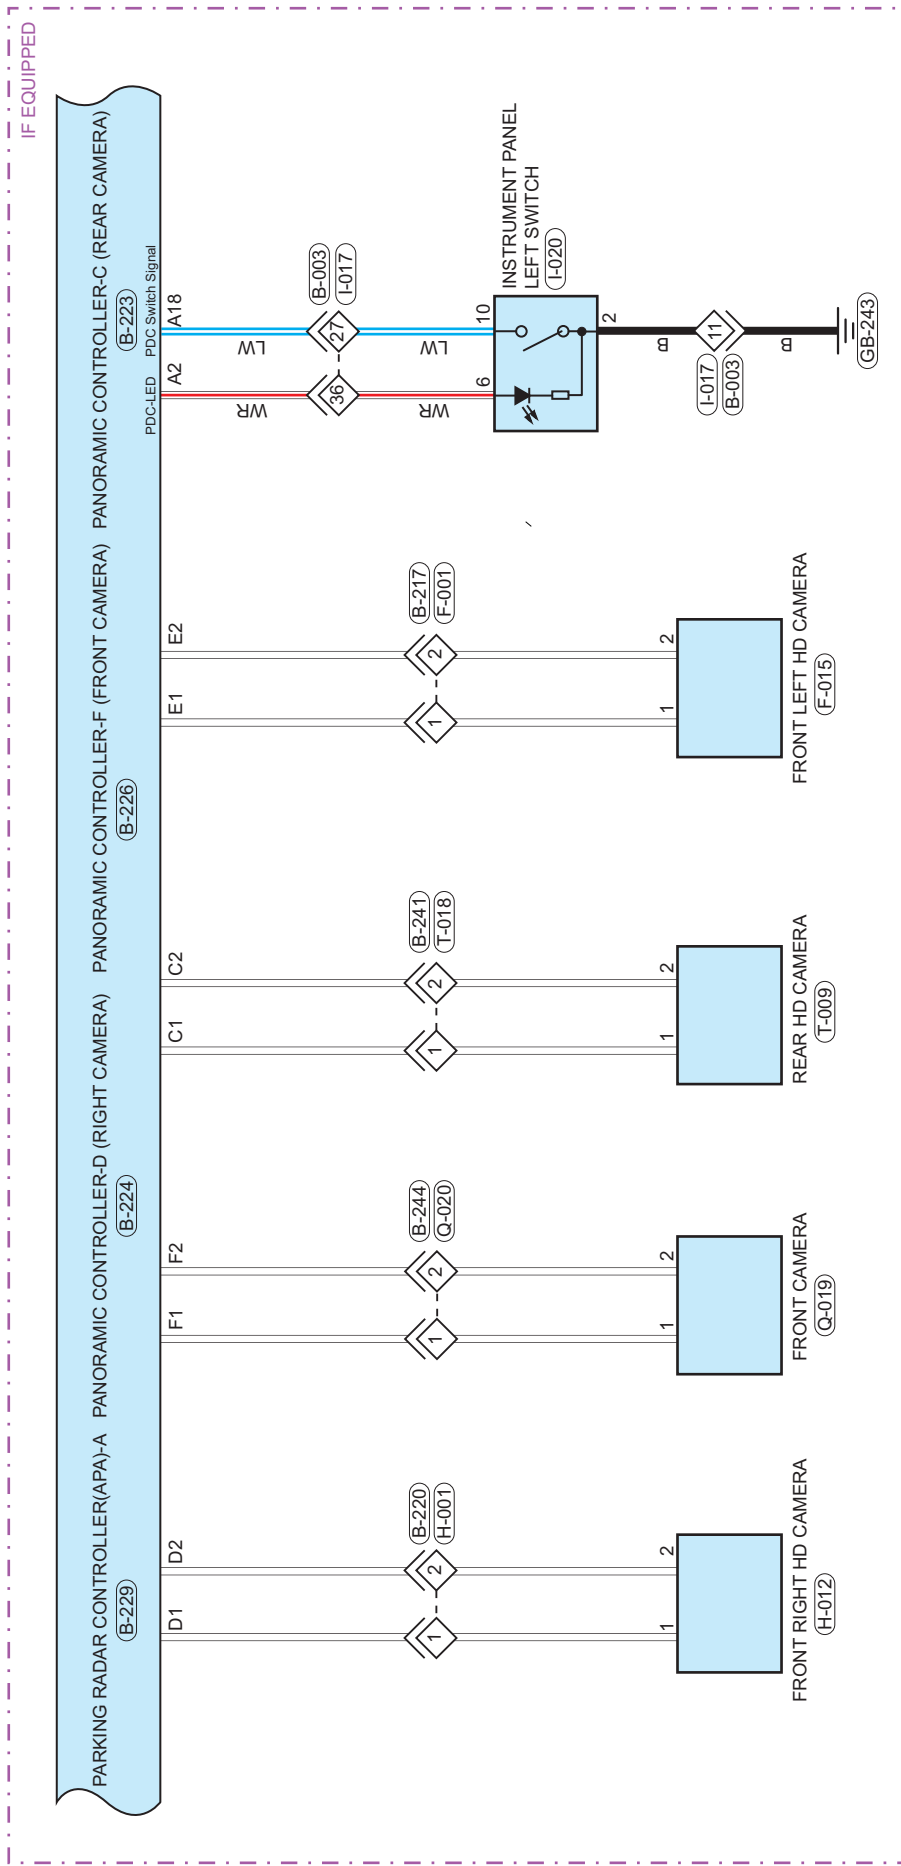 IF EQUIPPED
PARKING RADAR CONTROLLER(APA)-A
PANORAMIC CONTROLLER-D (RIGHT CAMERA)
PANORAMIC CONTROLLER-F (FRONT CAMERA)
PANORAMIC CONTROLLER-C (REAR CAMERA)
B-229
B-224
B-226
B-223
PDC-LED
PDC Switch Signal
D1
D2
F1
F2
C1
C2
E1
E2
A2
A18
WR
LW
B-220
H-001
1
2
B-244
Q-020
1
2
B-241
T-018
1
2
B-217
F-001
1
2
B-003
I-017
36
27
WR
LW
6
10
INSTRUMENT PANEL
LEFT SWITCH
I-020
2
B
I-017
B-003
11
B
GB-243
1
2
FRONT RIGHT HD CAMERA
H-012
1
2
FRONT CAMERA
Q-019
1
2
REAR HD CAMERA
T-009
1
2
FRONT LEFT HD CAMERA
F-015